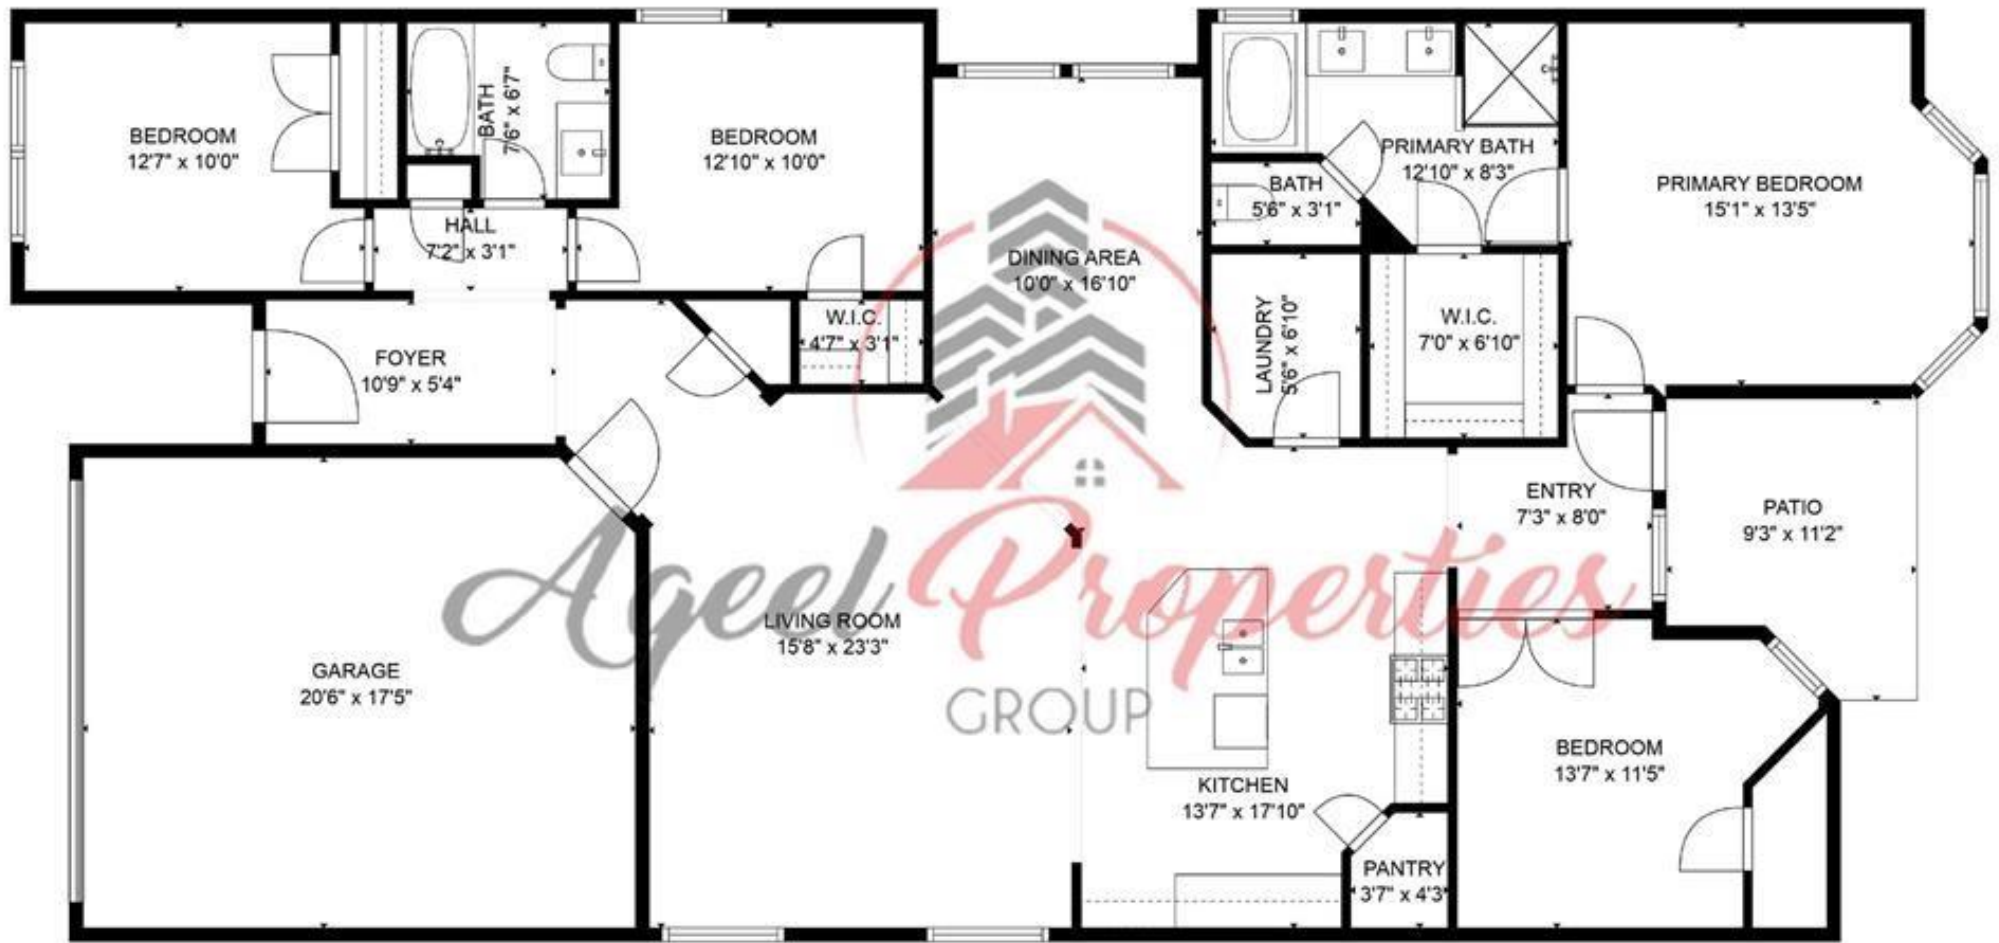 BEDROOM
12'7" x 10'0"
BATH
7'6" x 6'7"
BEDROOM
12'10" x 10'0"
HALL
7'2" x 3'1"
DINING AREA
10'0" x 16'10"
PRIMARY BATH
12'10" x 8'3"
BATH
5'6" x 3'1"
PRIMARY BEDROOM
15'1" x 13'5"
FOYER
10'9" x 5'4"
W.I.C.
4'7" x 3'1"
LAUNDRY
5'6" x 6'10"
W.I.C.
7'0" x 6'10"
ENTRY
7'3" x 8'0"
PATIO
9'3" x 11'2"
Ageel Properties
GROUP
GARAGE
20'6" x 17'5"
LIVING ROOM
15'8" x 23'3"
KITCHEN
13'7" x 17'10"
BEDROOM
13'7" x 11'5"
PANTRY
3'7" x 4'3